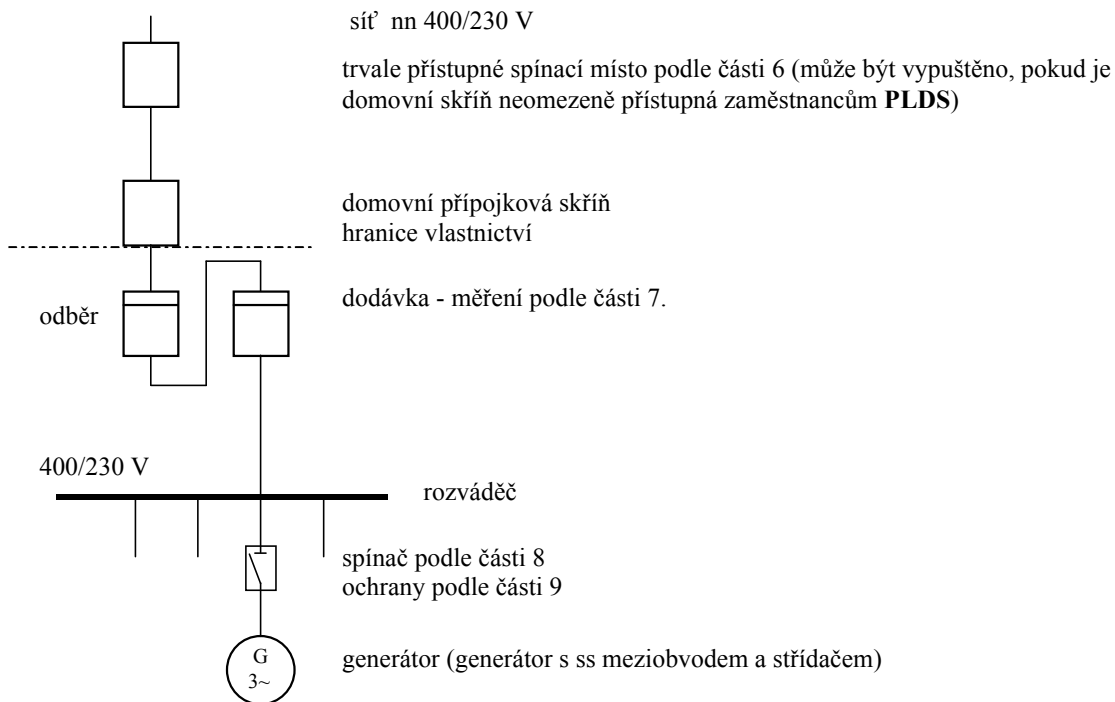 síť nn 400/230 V
trvale přístupné spínací místo podle části 6 (může být vypuštěno, pokud je
domovní skříň neomezeně přístupná zaměstnancům PLDS)
domovní přípojková skříň
hranice vlastnictví
dodávka - měření podle části 7.
odběr
400/230 V
rozváděč
spínač podle části 8
ochrany podle části 9
G
3~
generátor (generátor s ss meziobvodem a střídačem)